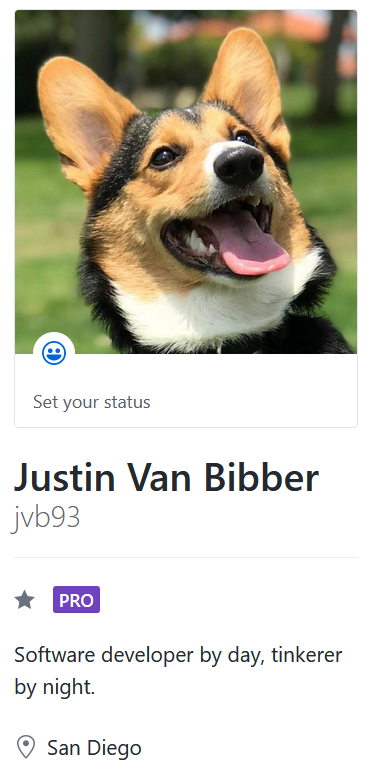 Set your status
Justin Van Bibber
jvb93
PRO
Software developer by day, tinkerer
by night.
San Diego